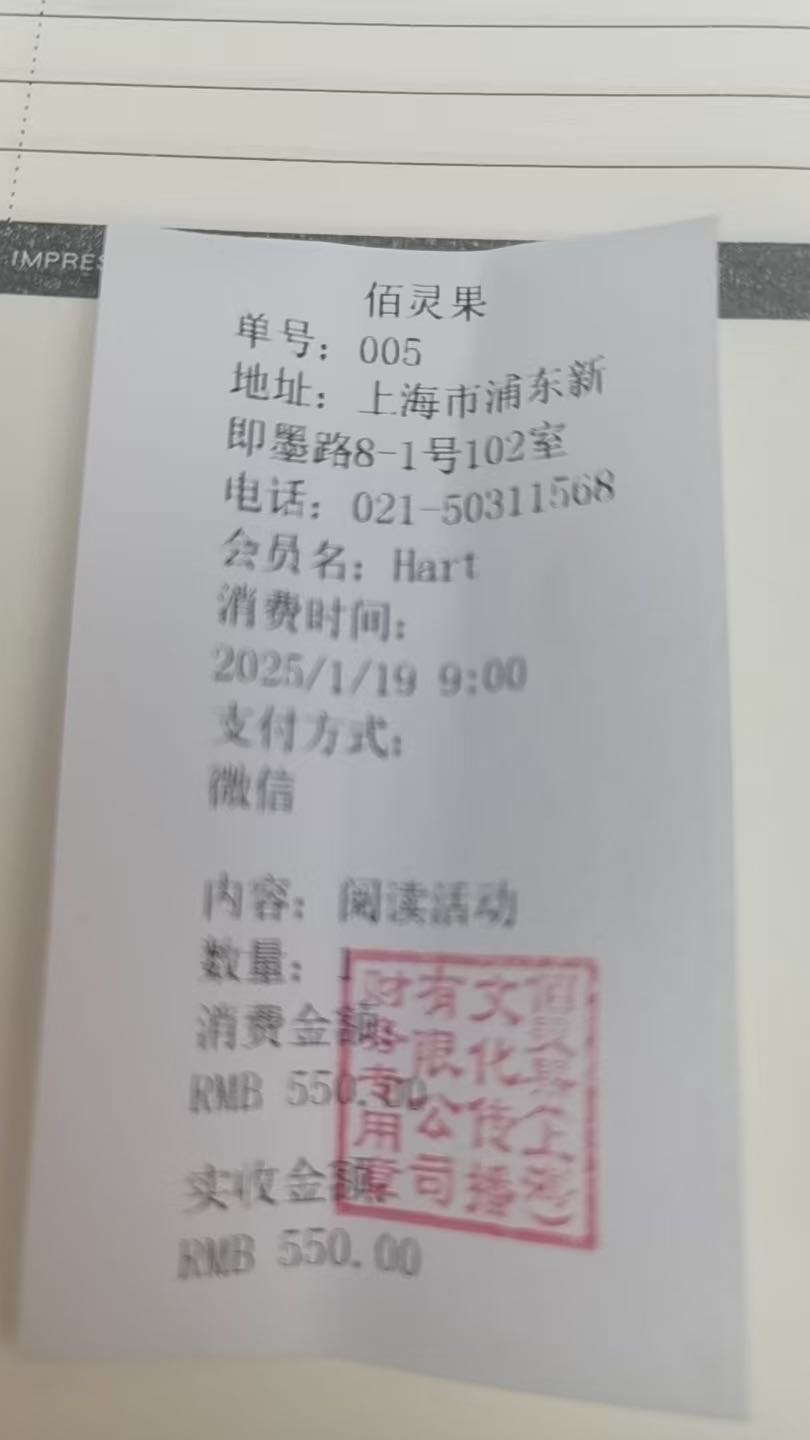 IMPRES
佰灵果
单号：005
地址：上海市浦东新
即墨路8-1号102室
电话：021-50311568
会员名：Hart
消费时间：
2025/1/19 9:00
支付方式：
微信
内容：阅读活动
数量：1
消费金额：
RMB 550.00
实收金额：
RMB 550.00
佰灵果（上海）
文化传播
有限公司
财务专用章